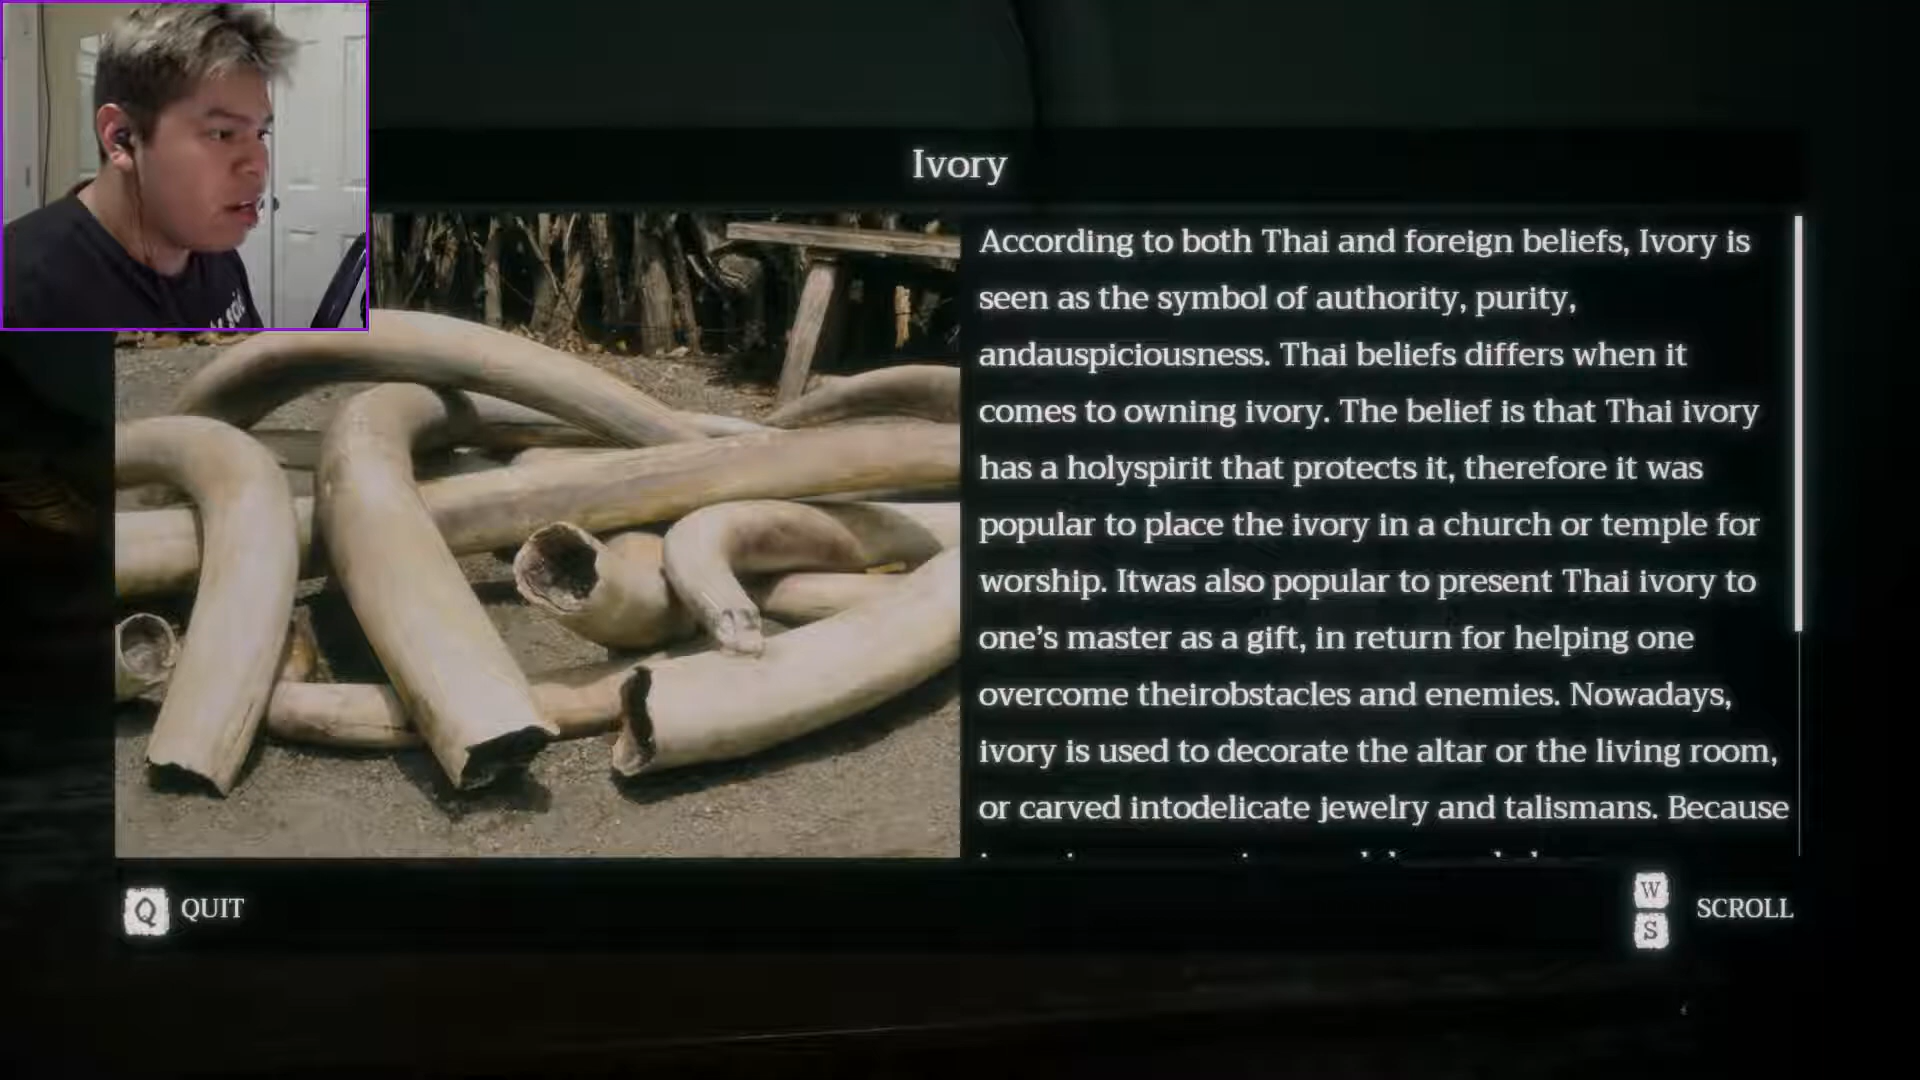 Ivory
According to both Thai and foreign beliefs, Ivory is
seen as the symbol of authority, purity,
andauspiciousness. Thai beliefs differs when it
comes to owning ivory. The belief is that Thai ivory
has a holyspirit that protects it, therefore it was
popular to place the ivory in a church or temple for
worship. Itwas also popular to present Thai ivory to
one's master as a gift, in return for helping one
overcome theirobstacles and enemies. Nowadays,
ivory is used to decorate the altar or the living room,
or carved intodelicate jewelry and talismans. Because
Q QUIT
W
S
SCROLL